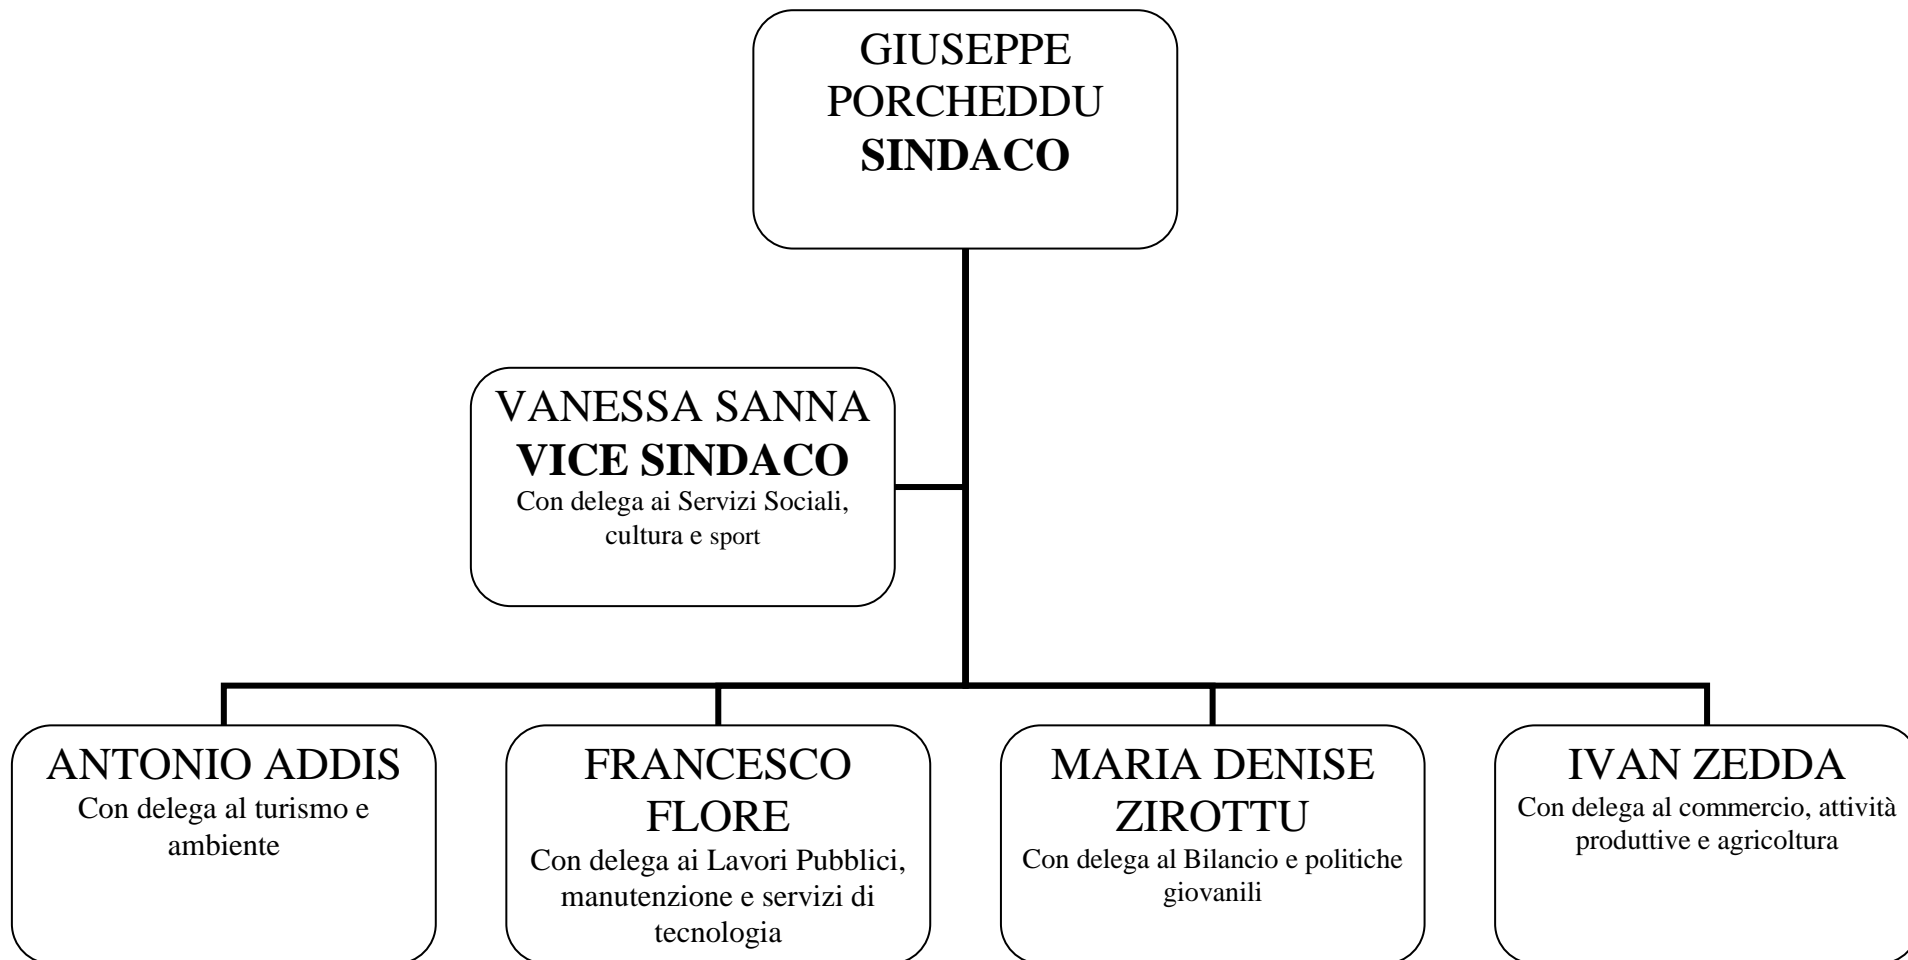 GIUSEPPE
PORCHEDDU
SINDACO
VANESSA SANNA
VICE SINDACO
Con delega ai Servizi Sociali,
cultura e sport
ANTONIO ADDIS
Con delega al turismo e
ambiente
FRANCESCO
FLORE
Con delega ai Lavori Pubblici,
manutenzione e servizi di
tecnologia
MARIA DENISE
ZIROTTU
Con delega al Bilancio e politiche
giovanili
IVAN ZEDDA
Con delega al commercio, attività
produttive e agricoltura